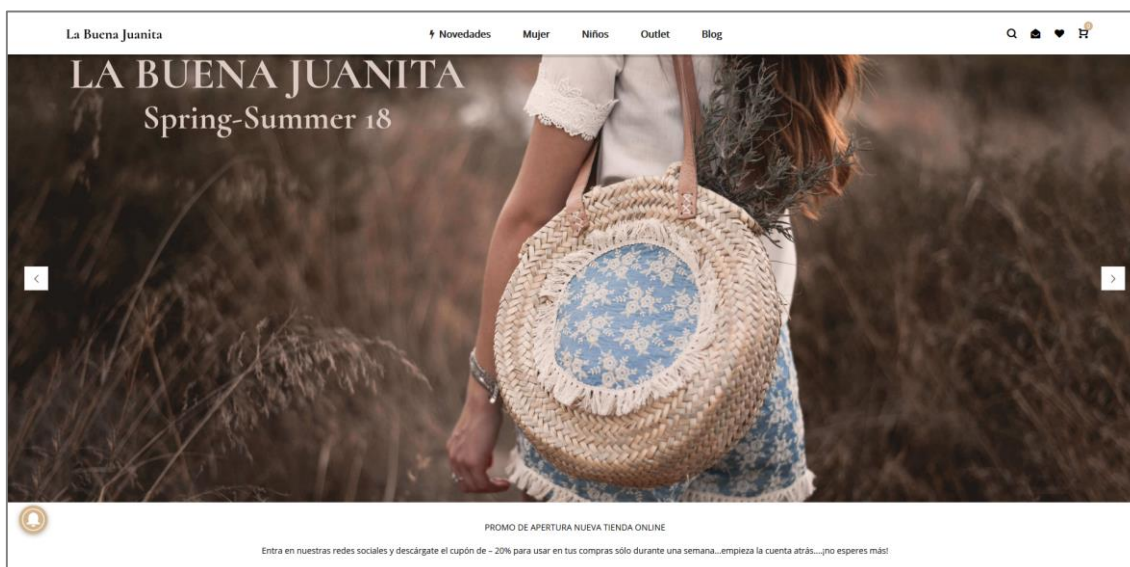 La Buena Juanita
Novedades Mujer Niños Outlet Blog
0
LA BUENA JUANITA
Spring-Summer 18
PROMO DE APERTURA NUEVA TIENDA ONLINE
Entra en nuestras redes sociales y descárgate el cupón de – 20% para usar en tus compras sólo durante una semana...empieza la cuenta atrás....¡no esperes más!